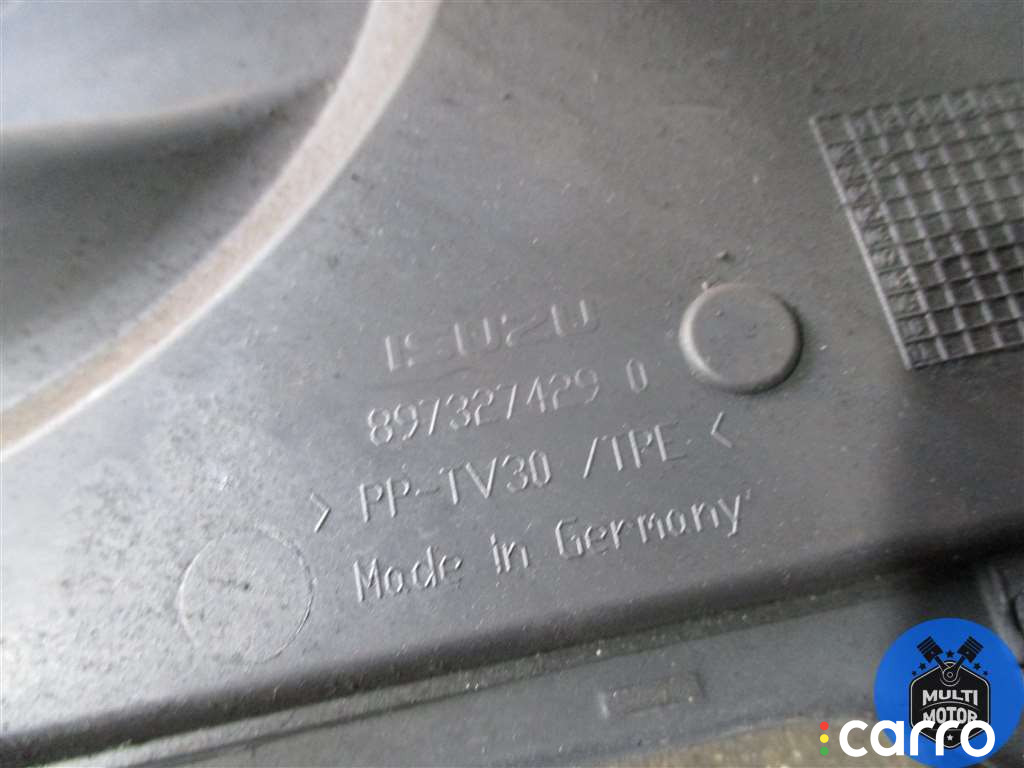 ISUZU
897327429 0
> PP-TV30 /TPE <
Made in Germany
MULTI
MOTOR
carro